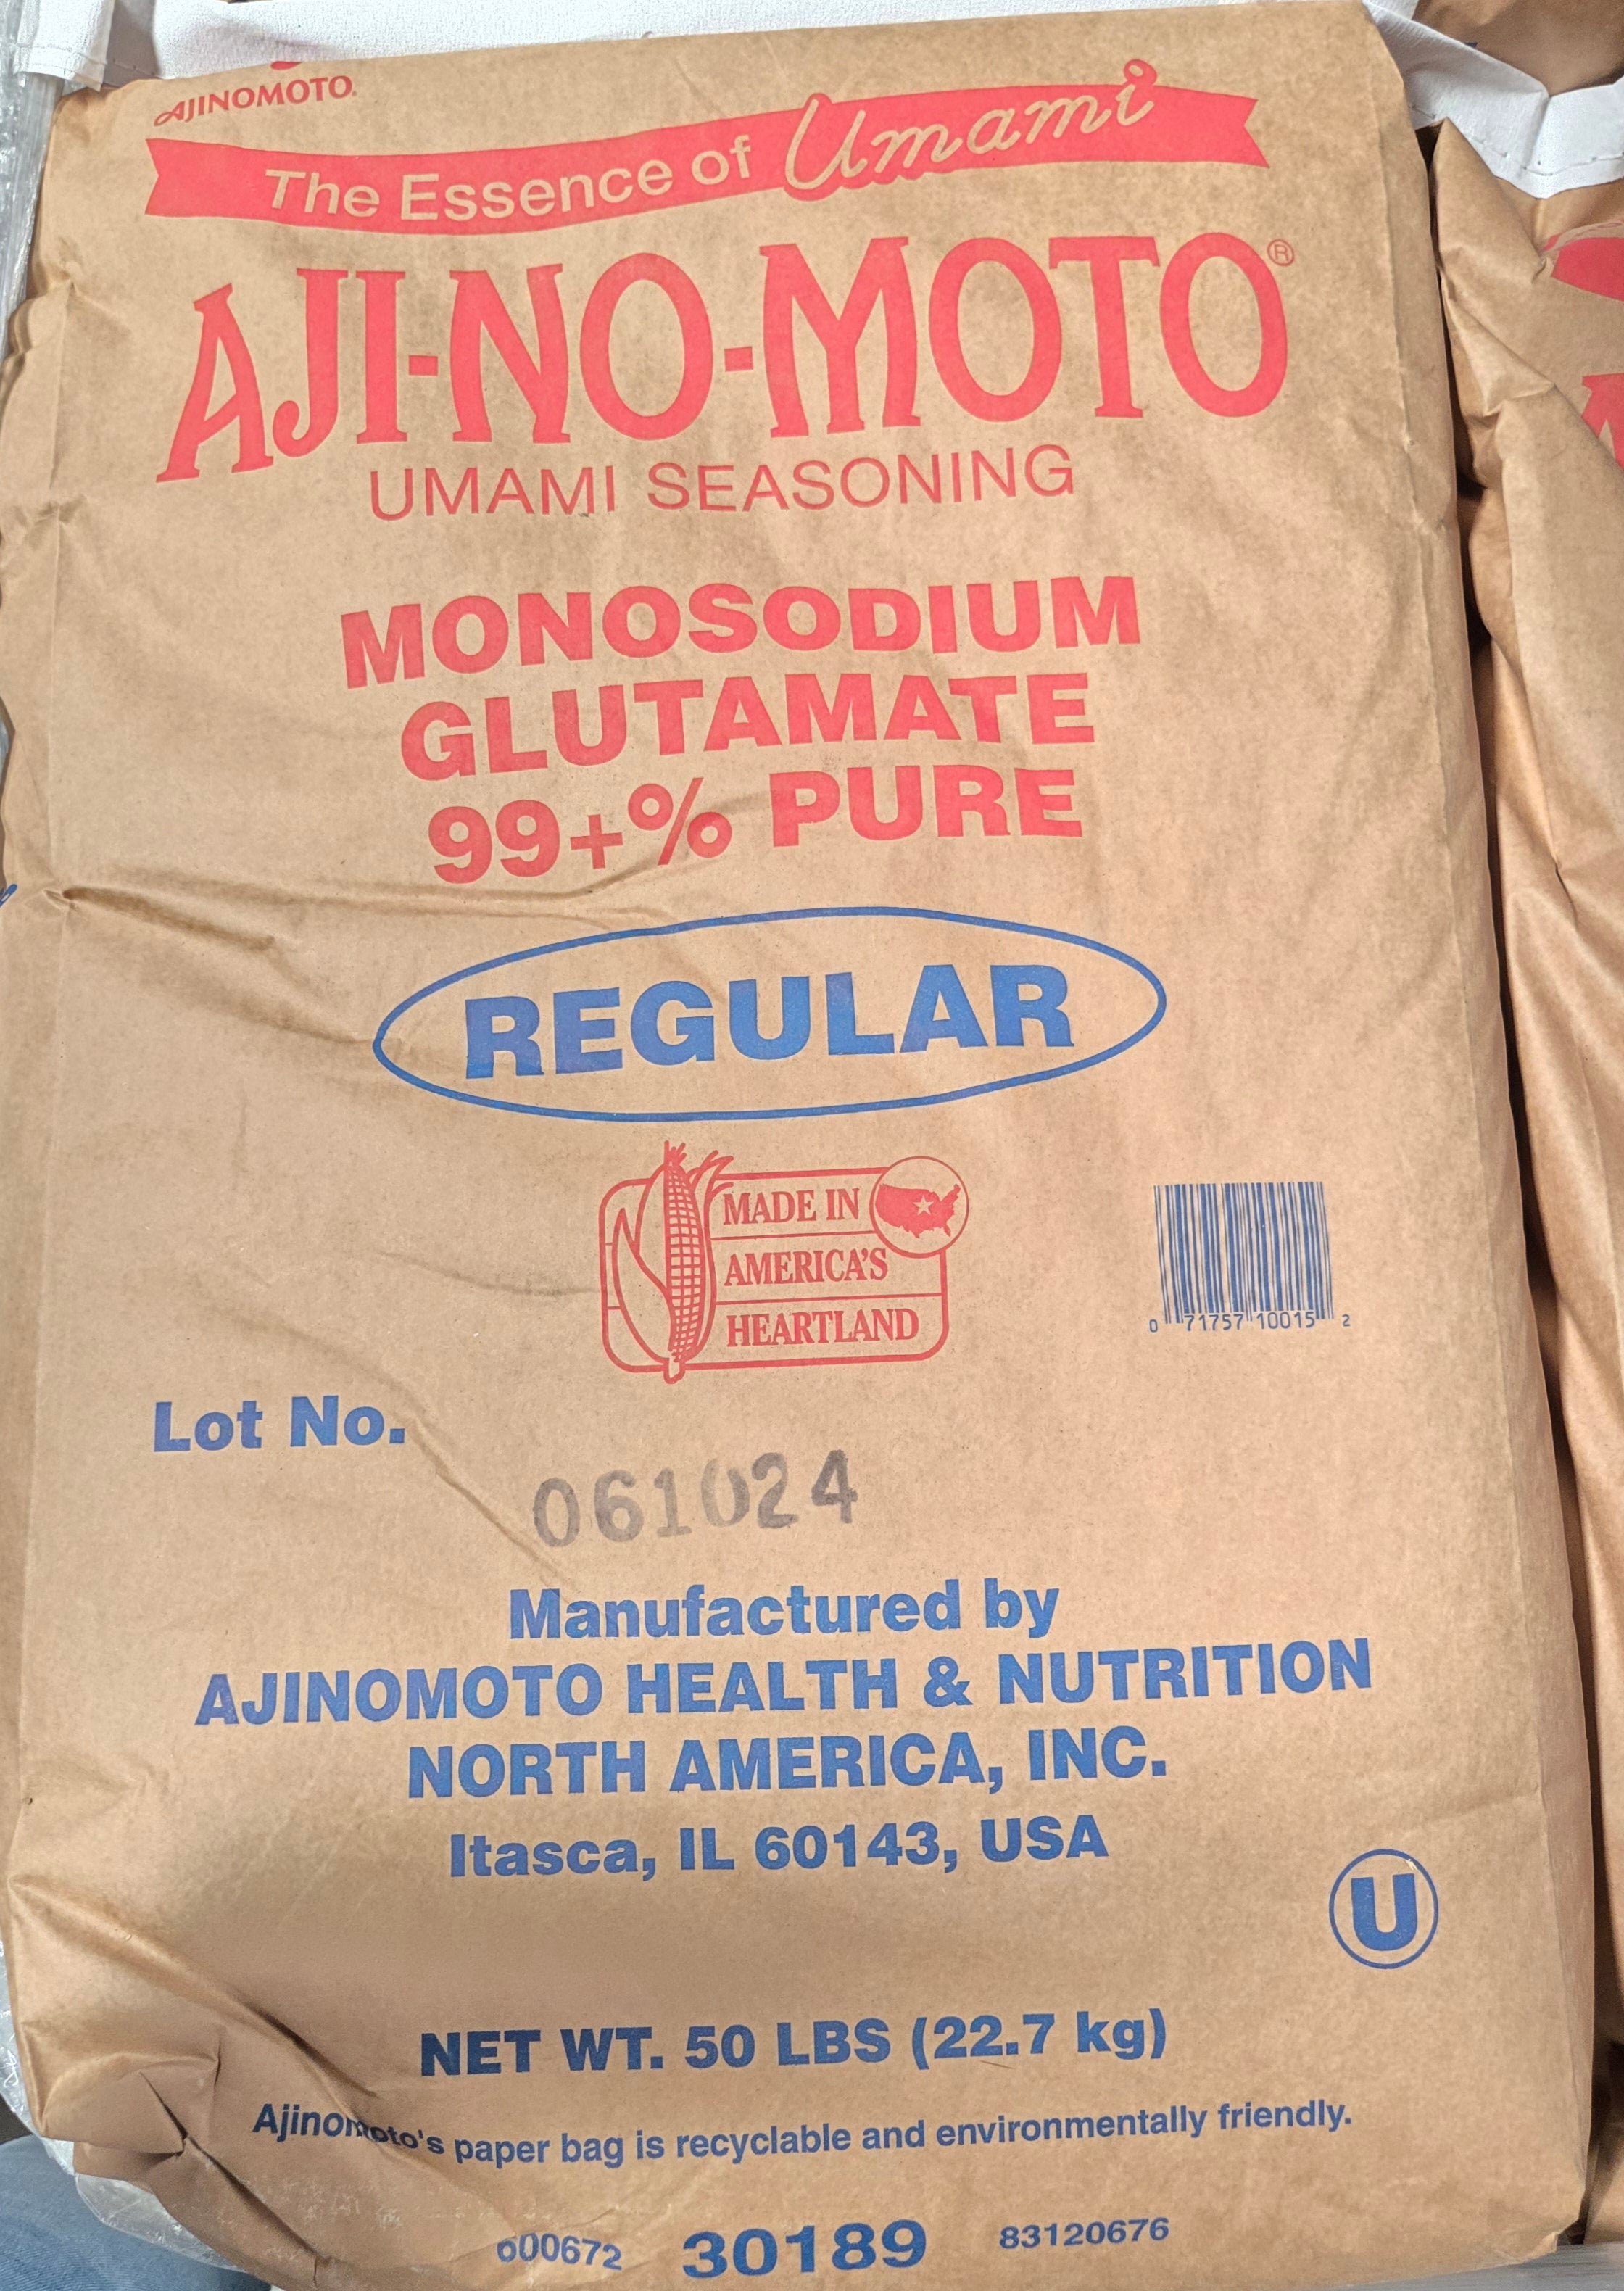 AJINOMOTO®
The Essence of Umami
AJI-NO-MOTO®
UMAMI SEASONING
MONOSODIUM
GLUTAMATE
99+% PURE
REGULAR
MADE IN
AMERICA'S
HEARTLAND
0 71757 10015 2
Lot No.
061024
Manufactured by
AJINOMOTO HEALTH & NUTRITION
NORTH AMERICA, INC.
Itasca, IL 60143, USA
U
NET WT. 50 LBS (22.7 kg)
Ajinomoto's paper bag is recyclable and environmentally friendly.
600672 30189 83120676